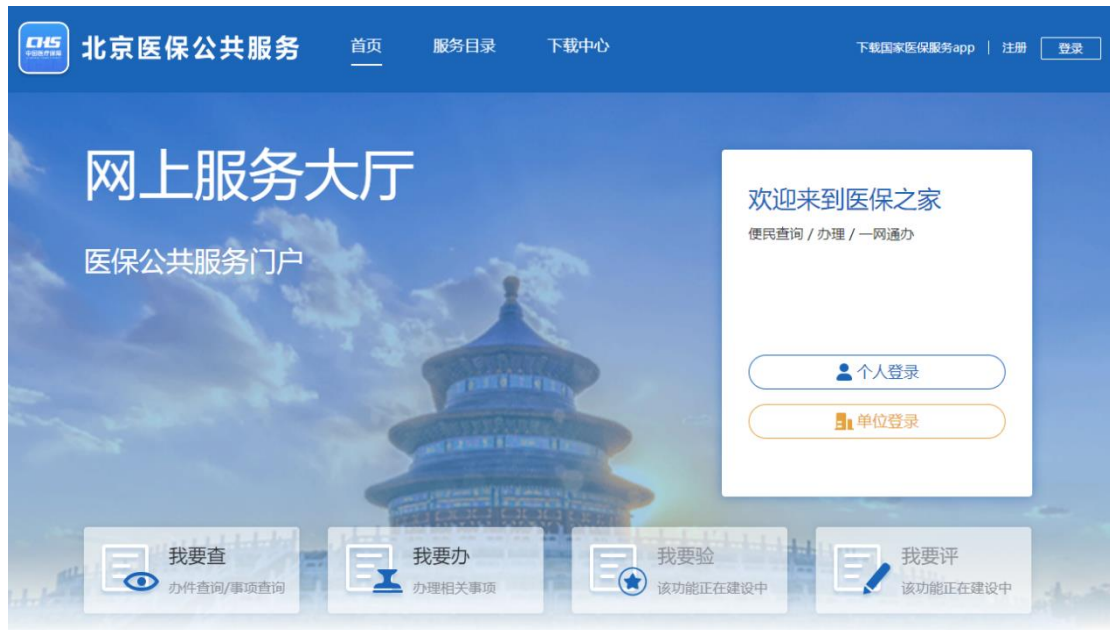 CHS
中国医疗保障
北京医保公共服务
首页
服务目录
下载中心
下载国家医保服务app
注册
登录
网上服务大厅
医保公共服务门户
欢迎来到医保之家
便民查询 / 办理 / 一网通办
个人登录
单位登录
我要查
办件查询/事项查询
我要办
办理相关事项
我要验
该功能正在建设中
我要评
该功能正在建设中